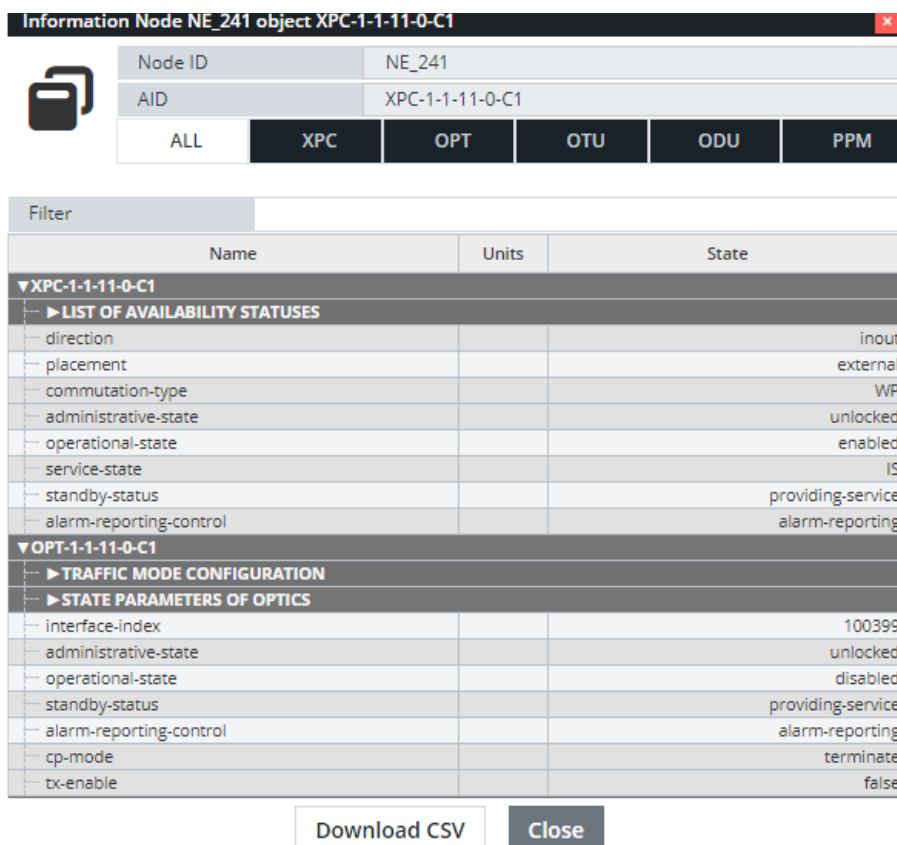 Information Node NE_241 object XPC-1-1-11-0-C1 ×
Node ID NE_241
AID XPC-1-1-11-0-C1
ALL XPC OPT OTU ODU PPM
Filter
Name Units State
▼XPC-1-1-11-0-C1
►LIST OF AVAILABILITY STATUSES
direction inout
placement external
commutation-type WP
administrative-state unlocked
operational-state enabled
service-state IS
standby-status providing-service
alarm-reporting-control alarm-reporting
▼OPT-1-1-11-0-C1
►TRAFFIC MODE CONFIGURATION
►STATE PARAMETERS OF OPTICS
interface-index 100399
administrative-state unlocked
operational-state disabled
standby-status providing-service
alarm-reporting-control alarm-reporting
cp-mode terminate
tx-enable false
Download CSV Close